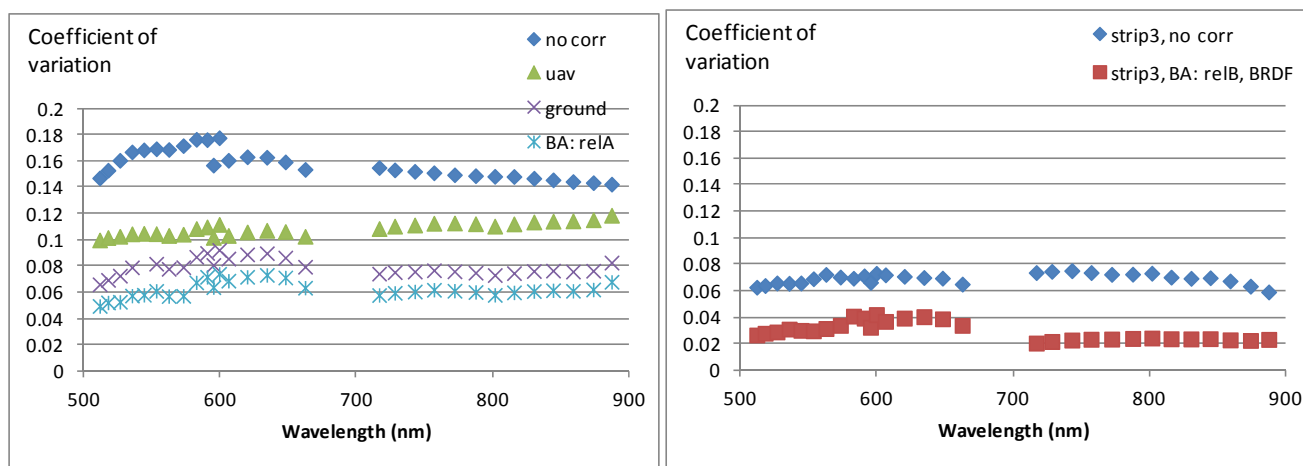 Coefficient of
variation
no corr
uav
ground
BA: relA
0.2
0.18
0.16
0.14
0.12
0.1
0.08
0.06
0.04
0.02
0
500
600
700
800
900
Wavelength (nm)
Coefficient of
variation
strip3, no corr
strip3, BA: relB, BRDF
0.2
0.18
0.16
0.14
0.12
0.1
0.08
0.06
0.04
0.02
0
500
600
700
800
900
Wavelength (nm)